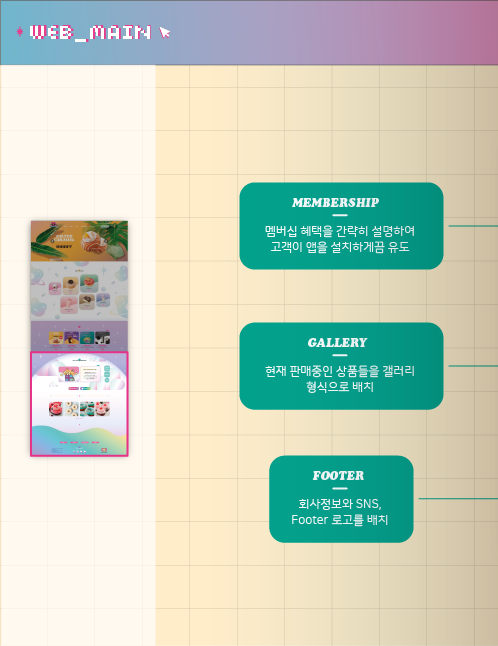 WEB_MAIN
MEMBERSHIP
멤버십 혜택을 간략히 설명하여
고객이 앱을 설치하게끔 유도
GALLERY
현재 판매중인 상품들을 갤러리
형식으로 배치
FOOTER
회사정보와 SNS,
Footer 로고를 배치